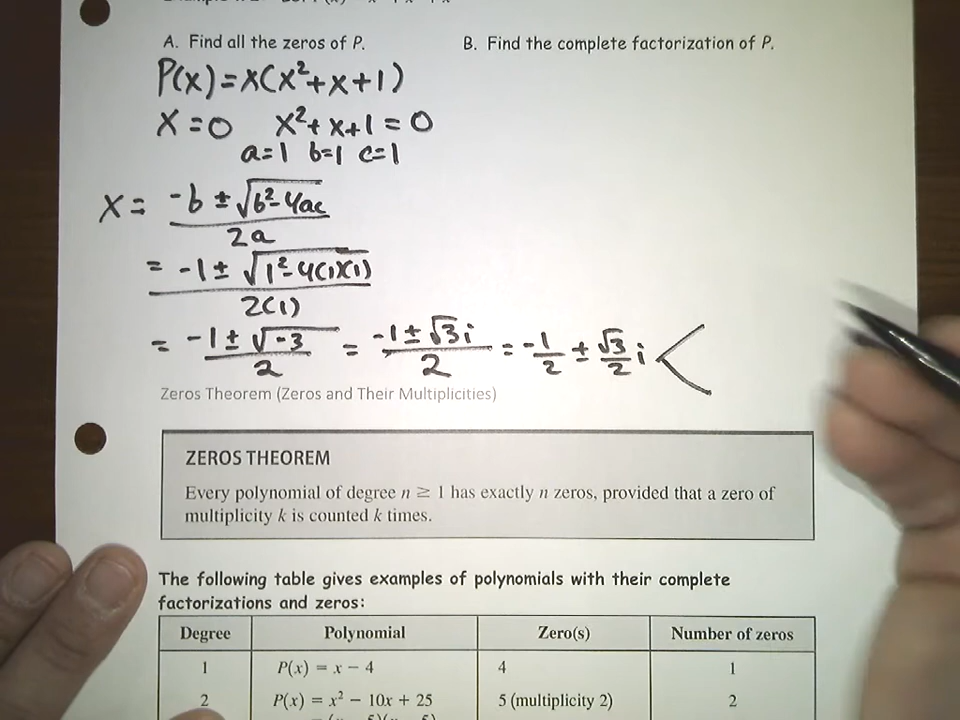 A. Find all the zeros of P.
B. Find the complete factorization of P.
P(x)=x(x²+x+1)
x=0 x²+x+1=0
a=1 b=1 c=1
x= -b±√b²-4ac
2a
= -1±√1²-4(1)(1)
2(1)
= -1±√-3 / 2 = -1±√3i / 2 = -1/2 ± √3/2 i <
Zeros Theorem (Zeros and Their Multiplicities)
ZEROS THEOREM
Every polynomial of degree n ≥ 1 has exactly n zeros, provided that a zero of
multiplicity k is counted k times.
The following table gives examples of polynomials with their complete
factorizations and zeros:
Degree Polynomial Zero(s) Number of zeros
1 P(x) = x − 4 4 1
2 P(x) = x² − 10x + 25 5 (multiplicity 2) 2